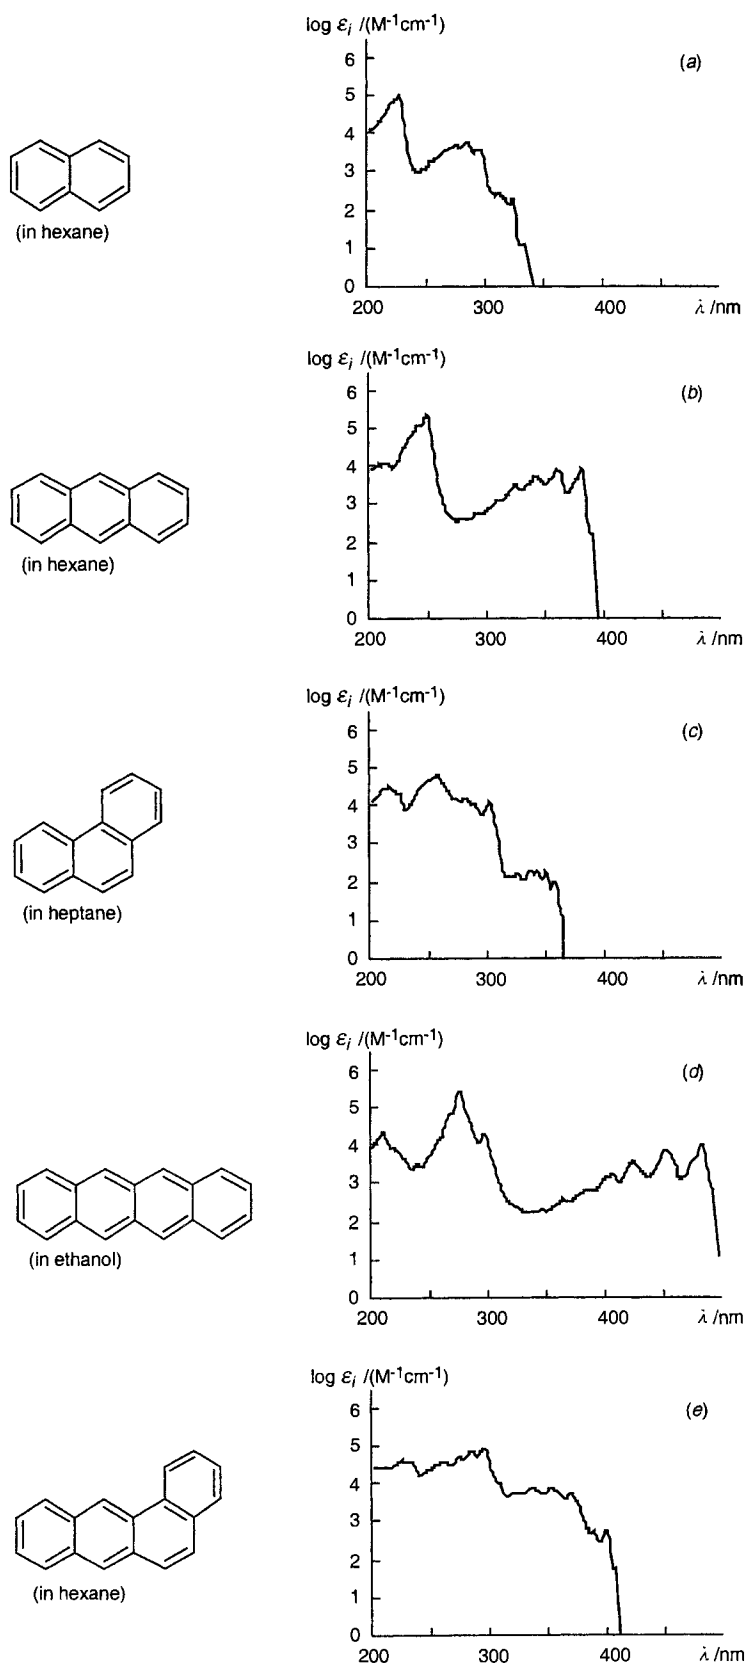 log εᵢ /(M⁻¹cm⁻¹)
(a)
6
5
4
3
2
1
0
200 300 400 λ /nm
(in hexane)
log εᵢ /(M⁻¹cm⁻¹)
(b)
6
5
4
3
2
1
0
200 300 400 λ /nm
(in hexane)
log εᵢ /(M⁻¹cm⁻¹)
(c)
6
5
4
3
2
1
0
200 300 400 λ /nm
(in heptane)
log εᵢ /(M⁻¹cm⁻¹)
(d)
6
5
4
3
2
1
0
200 300 400 λ /nm
(in ethanol)
log εᵢ /(M⁻¹cm⁻¹)
(e)
6
5
4
3
2
1
0
200 300 400 λ /nm
(in hexane)